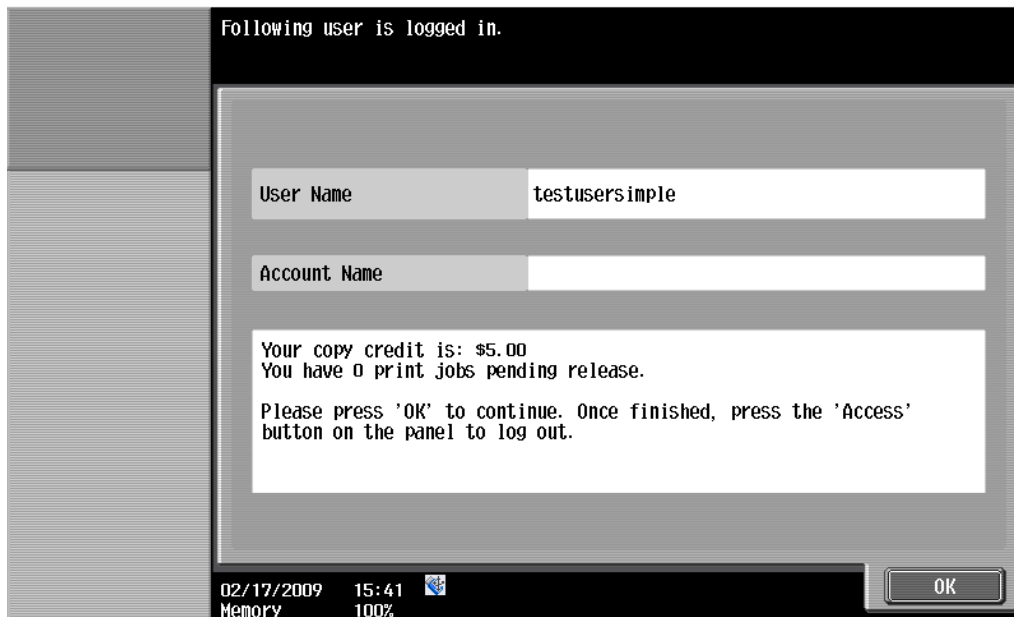 Following user is logged in.
User Name
testusersimple
Account Name
Your copy credit is: $5.00
You have 0 print jobs pending release.
Please press 'OK' to continue. Once finished, press the 'Access'
button on the panel to log out.
02/17/2009 15:41
Memory 100%
OK